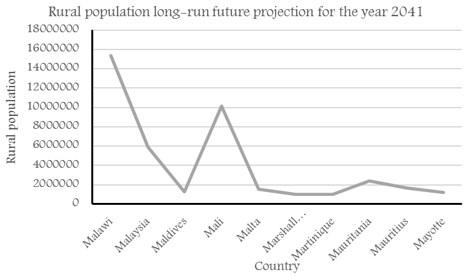 Rural population long-run future projection for the year 2041
18000000
16000000
14000000
12000000
10000000
8000000
6000000
4000000
2000000
0
Rural population
Malawi
Malaysia
Maldives
Mali
Malta
Marshall...
Martinique
Mauritania
Mauritius
Mayotte
Country